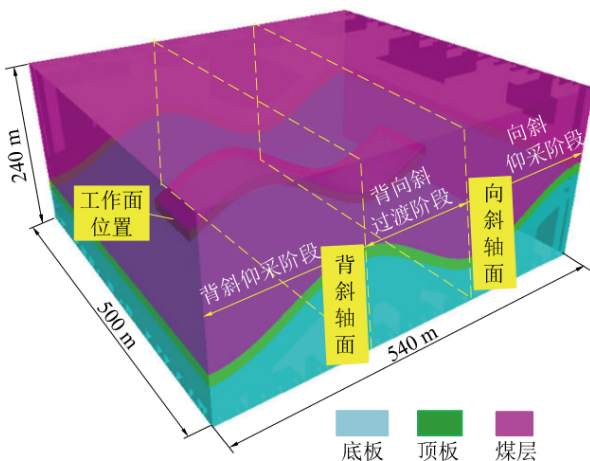 240 m
500 m
540 m
工作面
位置
背斜仰采阶段
背斜
轴面
背向斜
过渡阶段
向斜
轴面
向斜
仰采阶段
底板
顶板
煤层